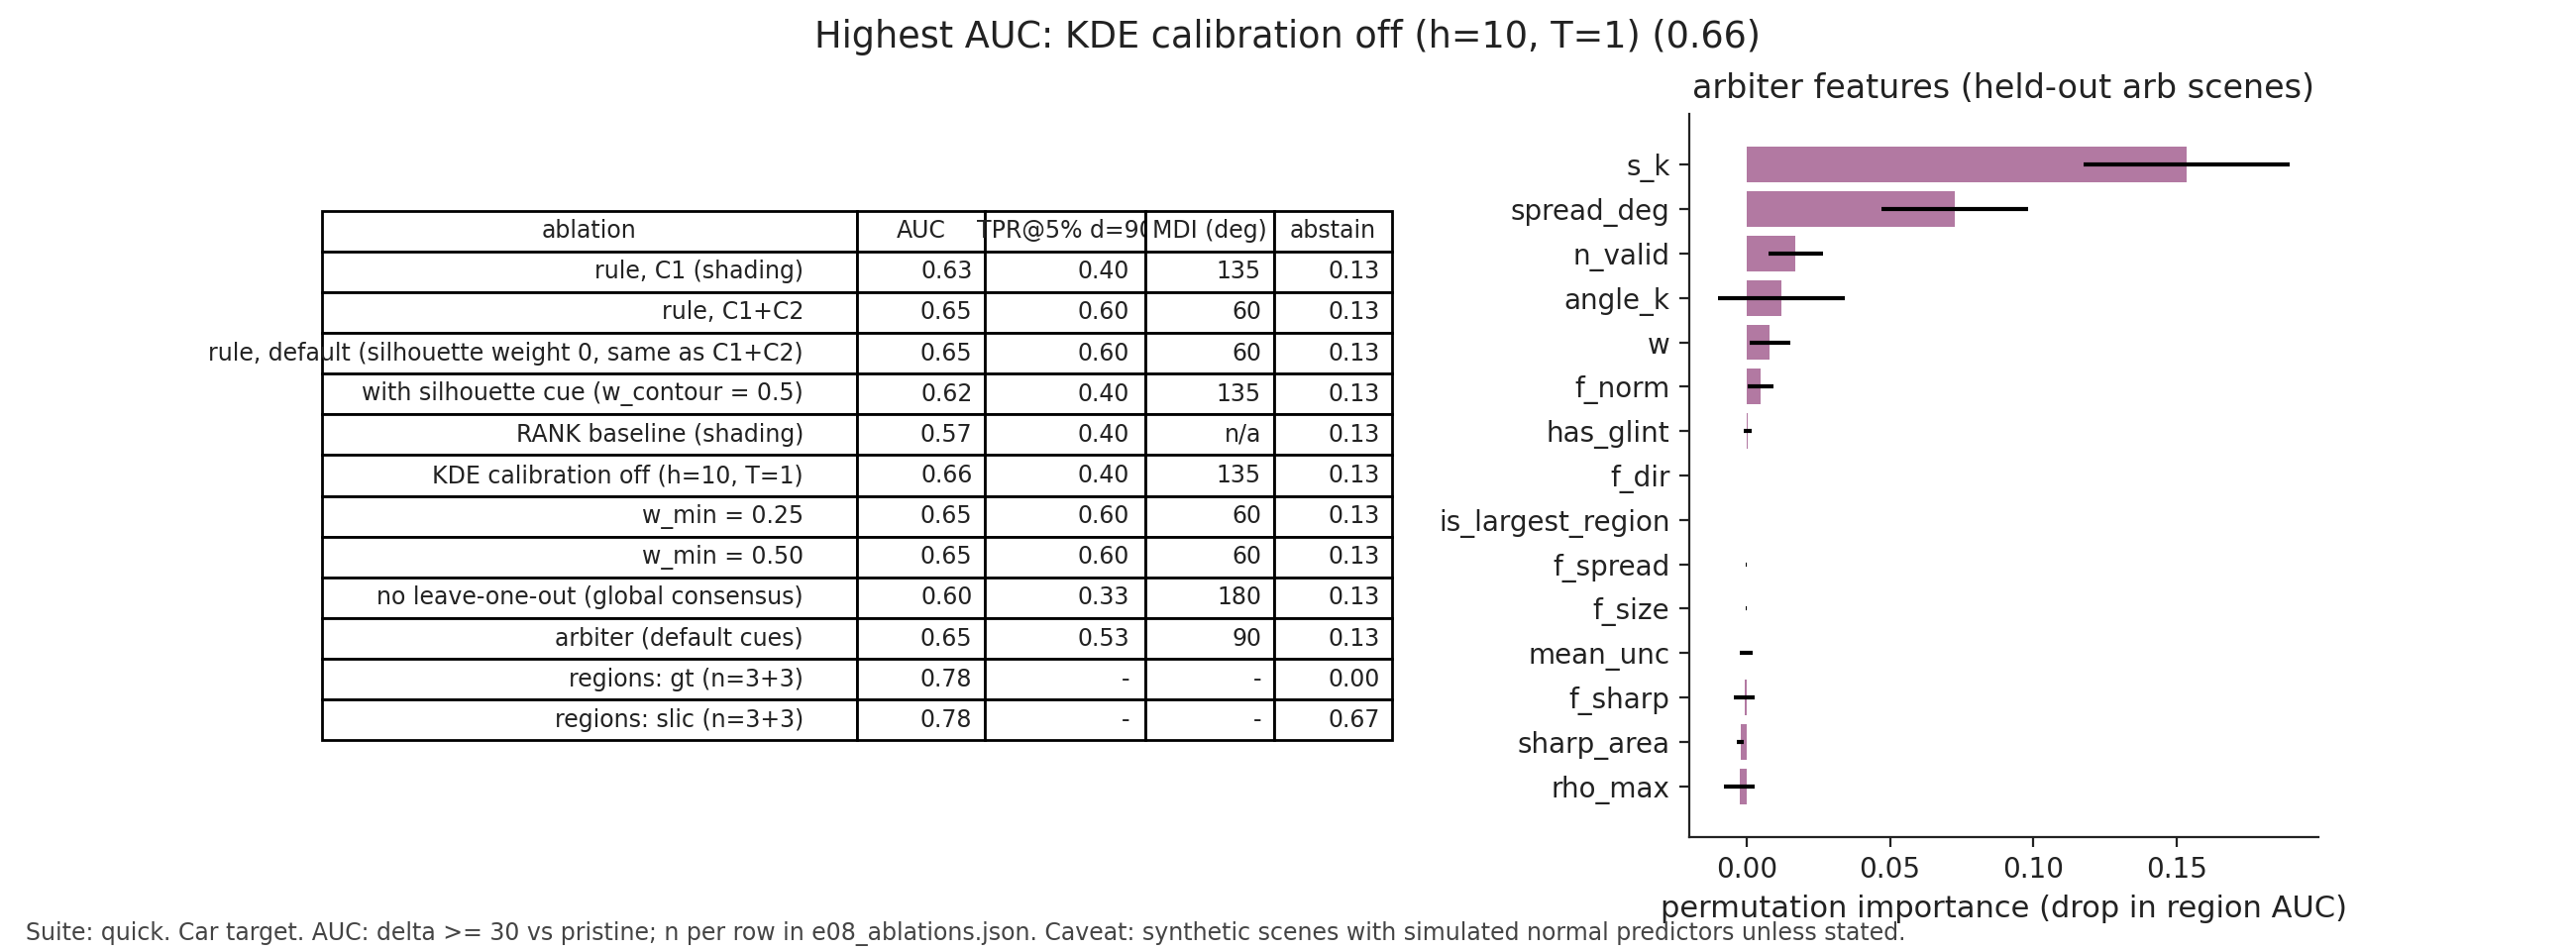 Highest AUC: KDE calibration off (h=10, T=1) (0.66)
ablation AUC TPR@5% d=90 MDI (deg) abstain
rule, C1 (shading) 0.63 0.40 135 0.13
rule, C1+C2 0.65 0.60 60 0.13
rule, default (silhouette weight 0, same as C1+C2) 0.65 0.60 60 0.13
with silhouette cue (w_contour = 0.5) 0.62 0.40 135 0.13
RANK baseline (shading) 0.57 0.40 n/a 0.13
KDE calibration off (h=10, T=1) 0.66 0.40 135 0.13
w_min = 0.25 0.65 0.60 60 0.13
w_min = 0.50 0.65 0.60 60 0.13
no leave-one-out (global consensus) 0.60 0.33 180 0.13
arbiter (default cues) 0.65 0.53 90 0.13
regions: gt (n=3+3) 0.78 - - 0.00
regions: slic (n=3+3) 0.78 - - 0.67
arbiter features (held-out arb scenes)
s_k
spread_deg
n_valid
angle_k
w
f_norm
has_glint
f_dir
is_largest_region
f_spread
f_size
mean_unc
f_sharp
sharp_area
rho_max
0.00 0.05 0.10 0.15
permutation importance (drop in region AUC)
Suite: quick. Car target. AUC: delta >= 30 vs pristine; n per row in e08_ablations.json. Caveat: synthetic scenes with simulated normal predictors unless stated.